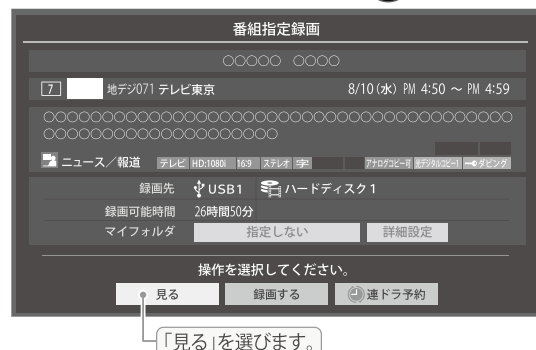 番組指定録画
○○○○○ ○○○○
7 地デジ071 テレビ東京 8/10(水) PM 4:50 ～ PM 4:59
○○○○○○○○○○○○○○○○○○○○○○○○○○○○○○○○○○○○○○○○
○○○○○○○○○○○○○○○○○○○○
ニュース／報道 テレビ HD:1080i 16:9 ステレオ 字 アナログコピー可 光デジタルコピー1 ダビング
録画先 USB1 ハードディスク1
録画可能時間 26時間50分
マイフォルダ 指定しない 詳細設定
操作を選択してください。
見る 録画する 連ドラ予約
「見る」を選びます。